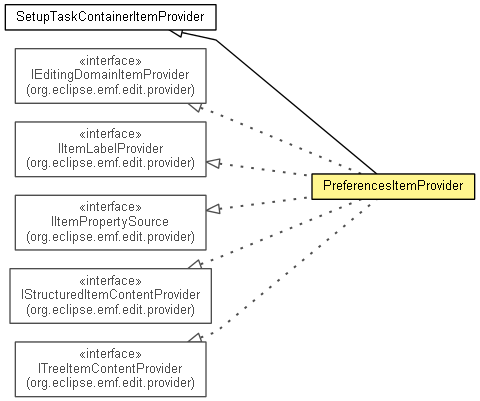 SetupTaskContainerItemProvider
«interface»
IEditingDomainItemProvider
(org.eclipse.emf.edit.provider)
«interface»
IItemLabelProvider
(org.eclipse.emf.edit.provider)
PreferencesItemProvider
«interface»
IItemPropertySource
(org.eclipse.emf.edit.provider)
«interface»
IStructuredItemContentProvider
(org.eclipse.emf.edit.provider)
«interface»
ITreeItemContentProvider
(org.eclipse.emf.edit.provider)